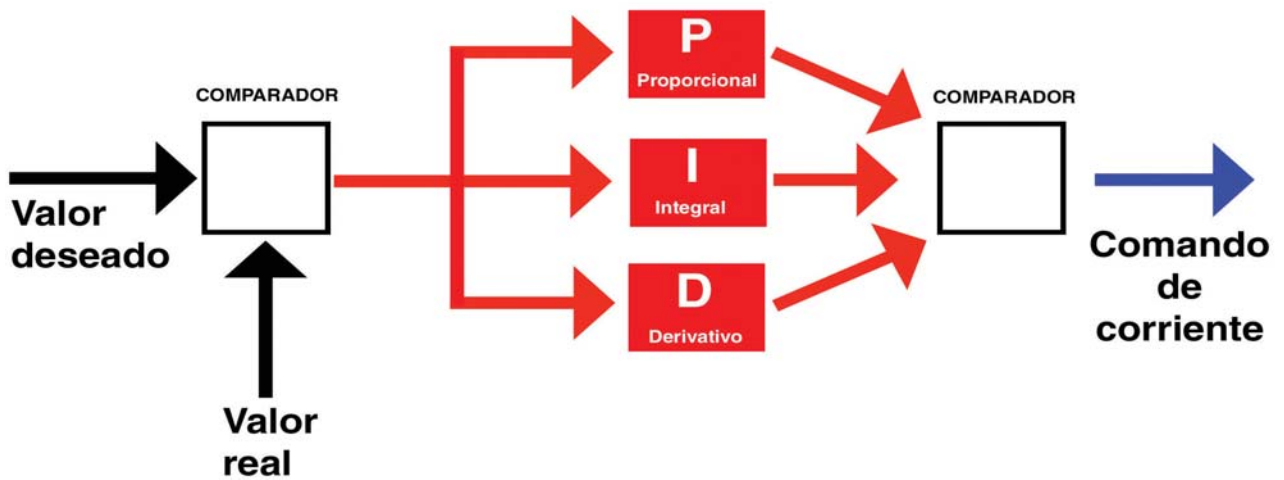 COMPARADOR
Valor
deseado
Valor
real
P
Proporcional
I
Integral
D
Derivativo
COMPARADOR
Comando
de
corriente